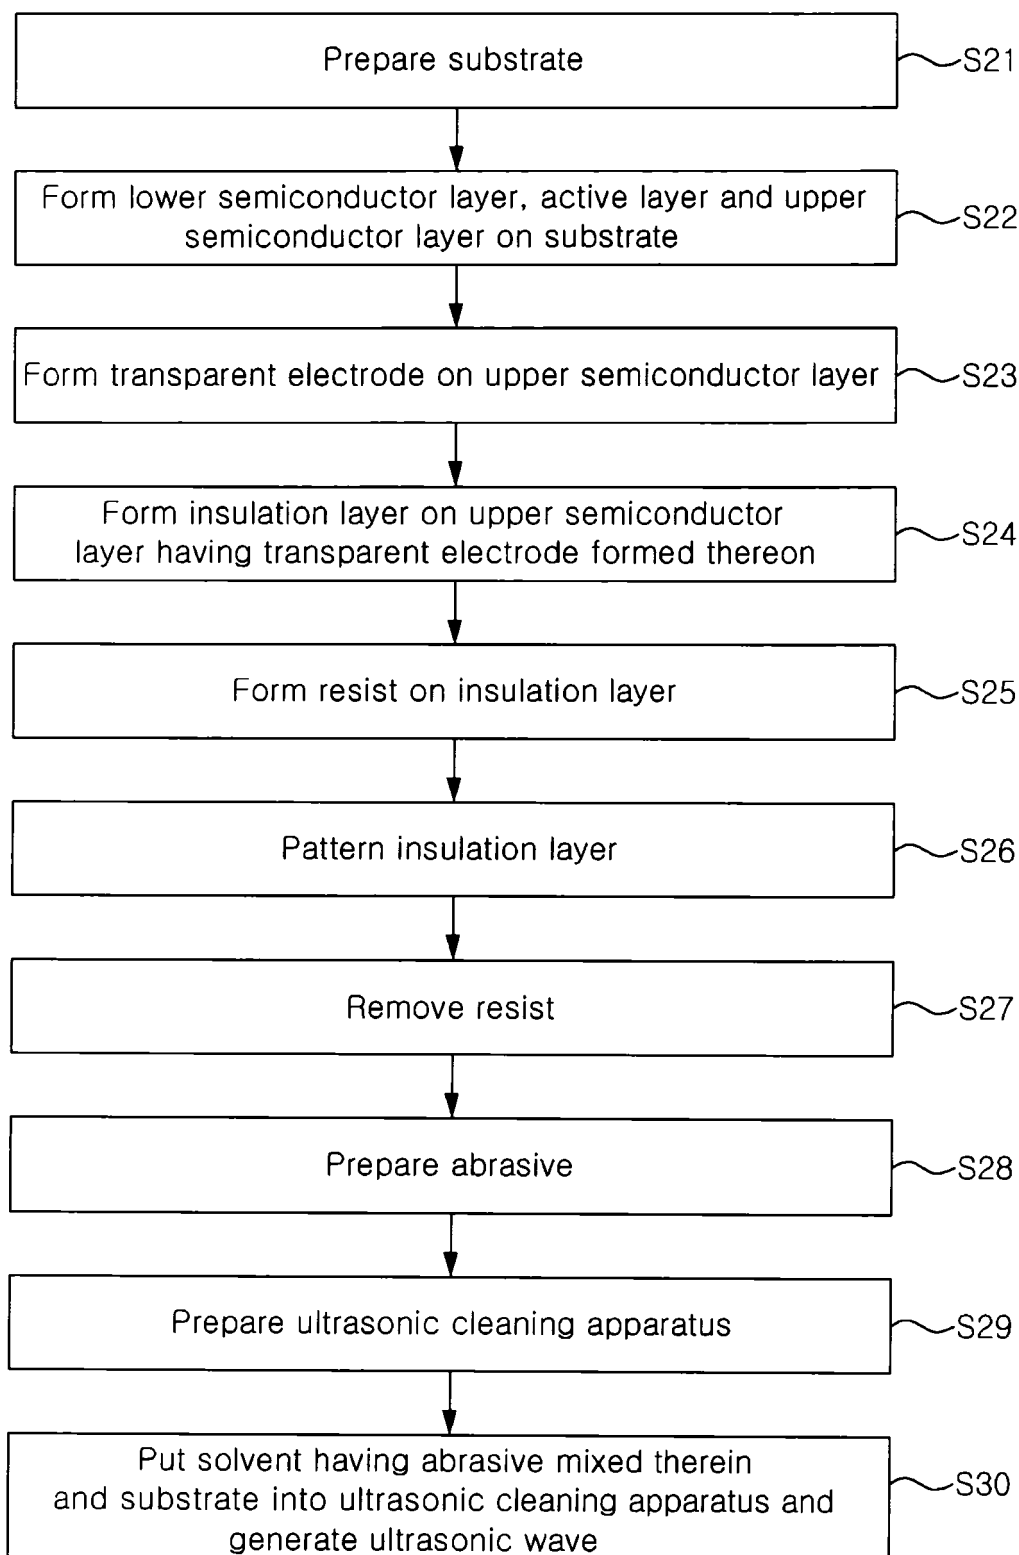 Prepare substrate
S21
Form lower semiconductor layer, active layer and upper
semiconductor layer on substrate
S22
Form transparent electrode on upper semiconductor layer
S23
Form insulation layer on upper semiconductor
layer having transparent electrode formed thereon
S24
Form resist on insulation layer
S25
Pattern insulation layer
S26
Remove resist
S27
Prepare abrasive
S28
Prepare ultrasonic cleaning apparatus
S29
Put solvent having abrasive mixed therein
and substrate into ultrasonic cleaning apparatus and
generate ultrasonic wave
S30